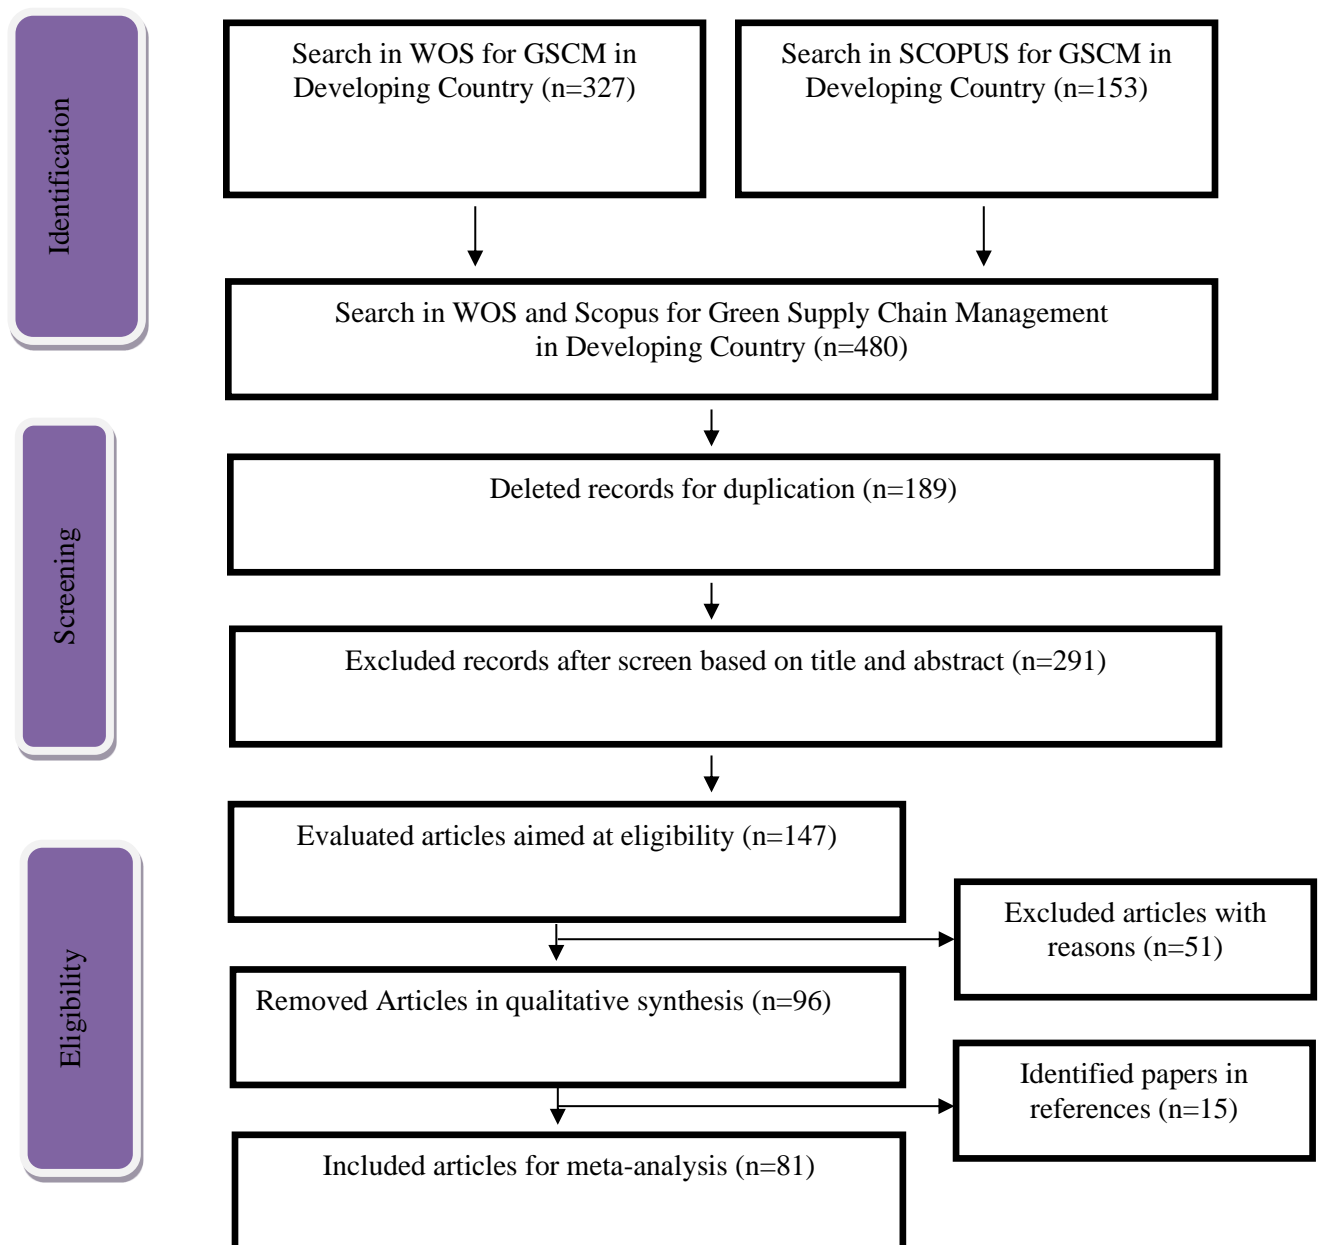 Identification
Search in WOS for GSCM in
Developing Country (n=327)
Search in SCOPUS for GSCM in
Developing Country (n=153)
Search in WOS and Scopus for Green Supply Chain Management
in Developing Country (n=480)
Screening
Deleted records for duplication (n=189)
Excluded records after screen based on title and abstract (n=291)
Eligibility
Evaluated articles aimed at eligibility (n=147)
Excluded articles with
reasons (n=51)
Removed Articles in qualitative synthesis (n=96)
Identified papers in
references (n=15)
Included articles for meta-analysis (n=81)